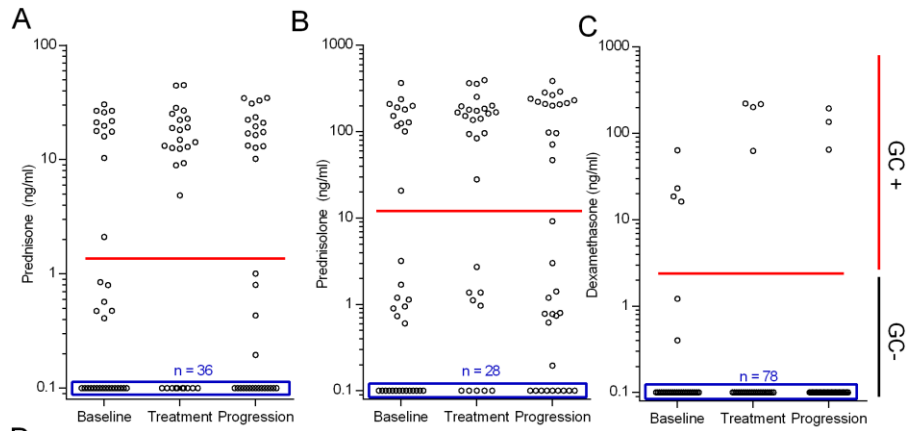 A
Prednisone (ng/ml)
100
10
1
0.1
n = 36
Baseline Treatment Progression
B
Prednisolone (ng/ml)
1000
100
10
1
0.1
n = 28
Baseline Treatment Progression
C
Dexamethasone (ng/ml)
1000
100
10
1
0.1
n = 78
Baseline Treatment Progression
GC +
GC-